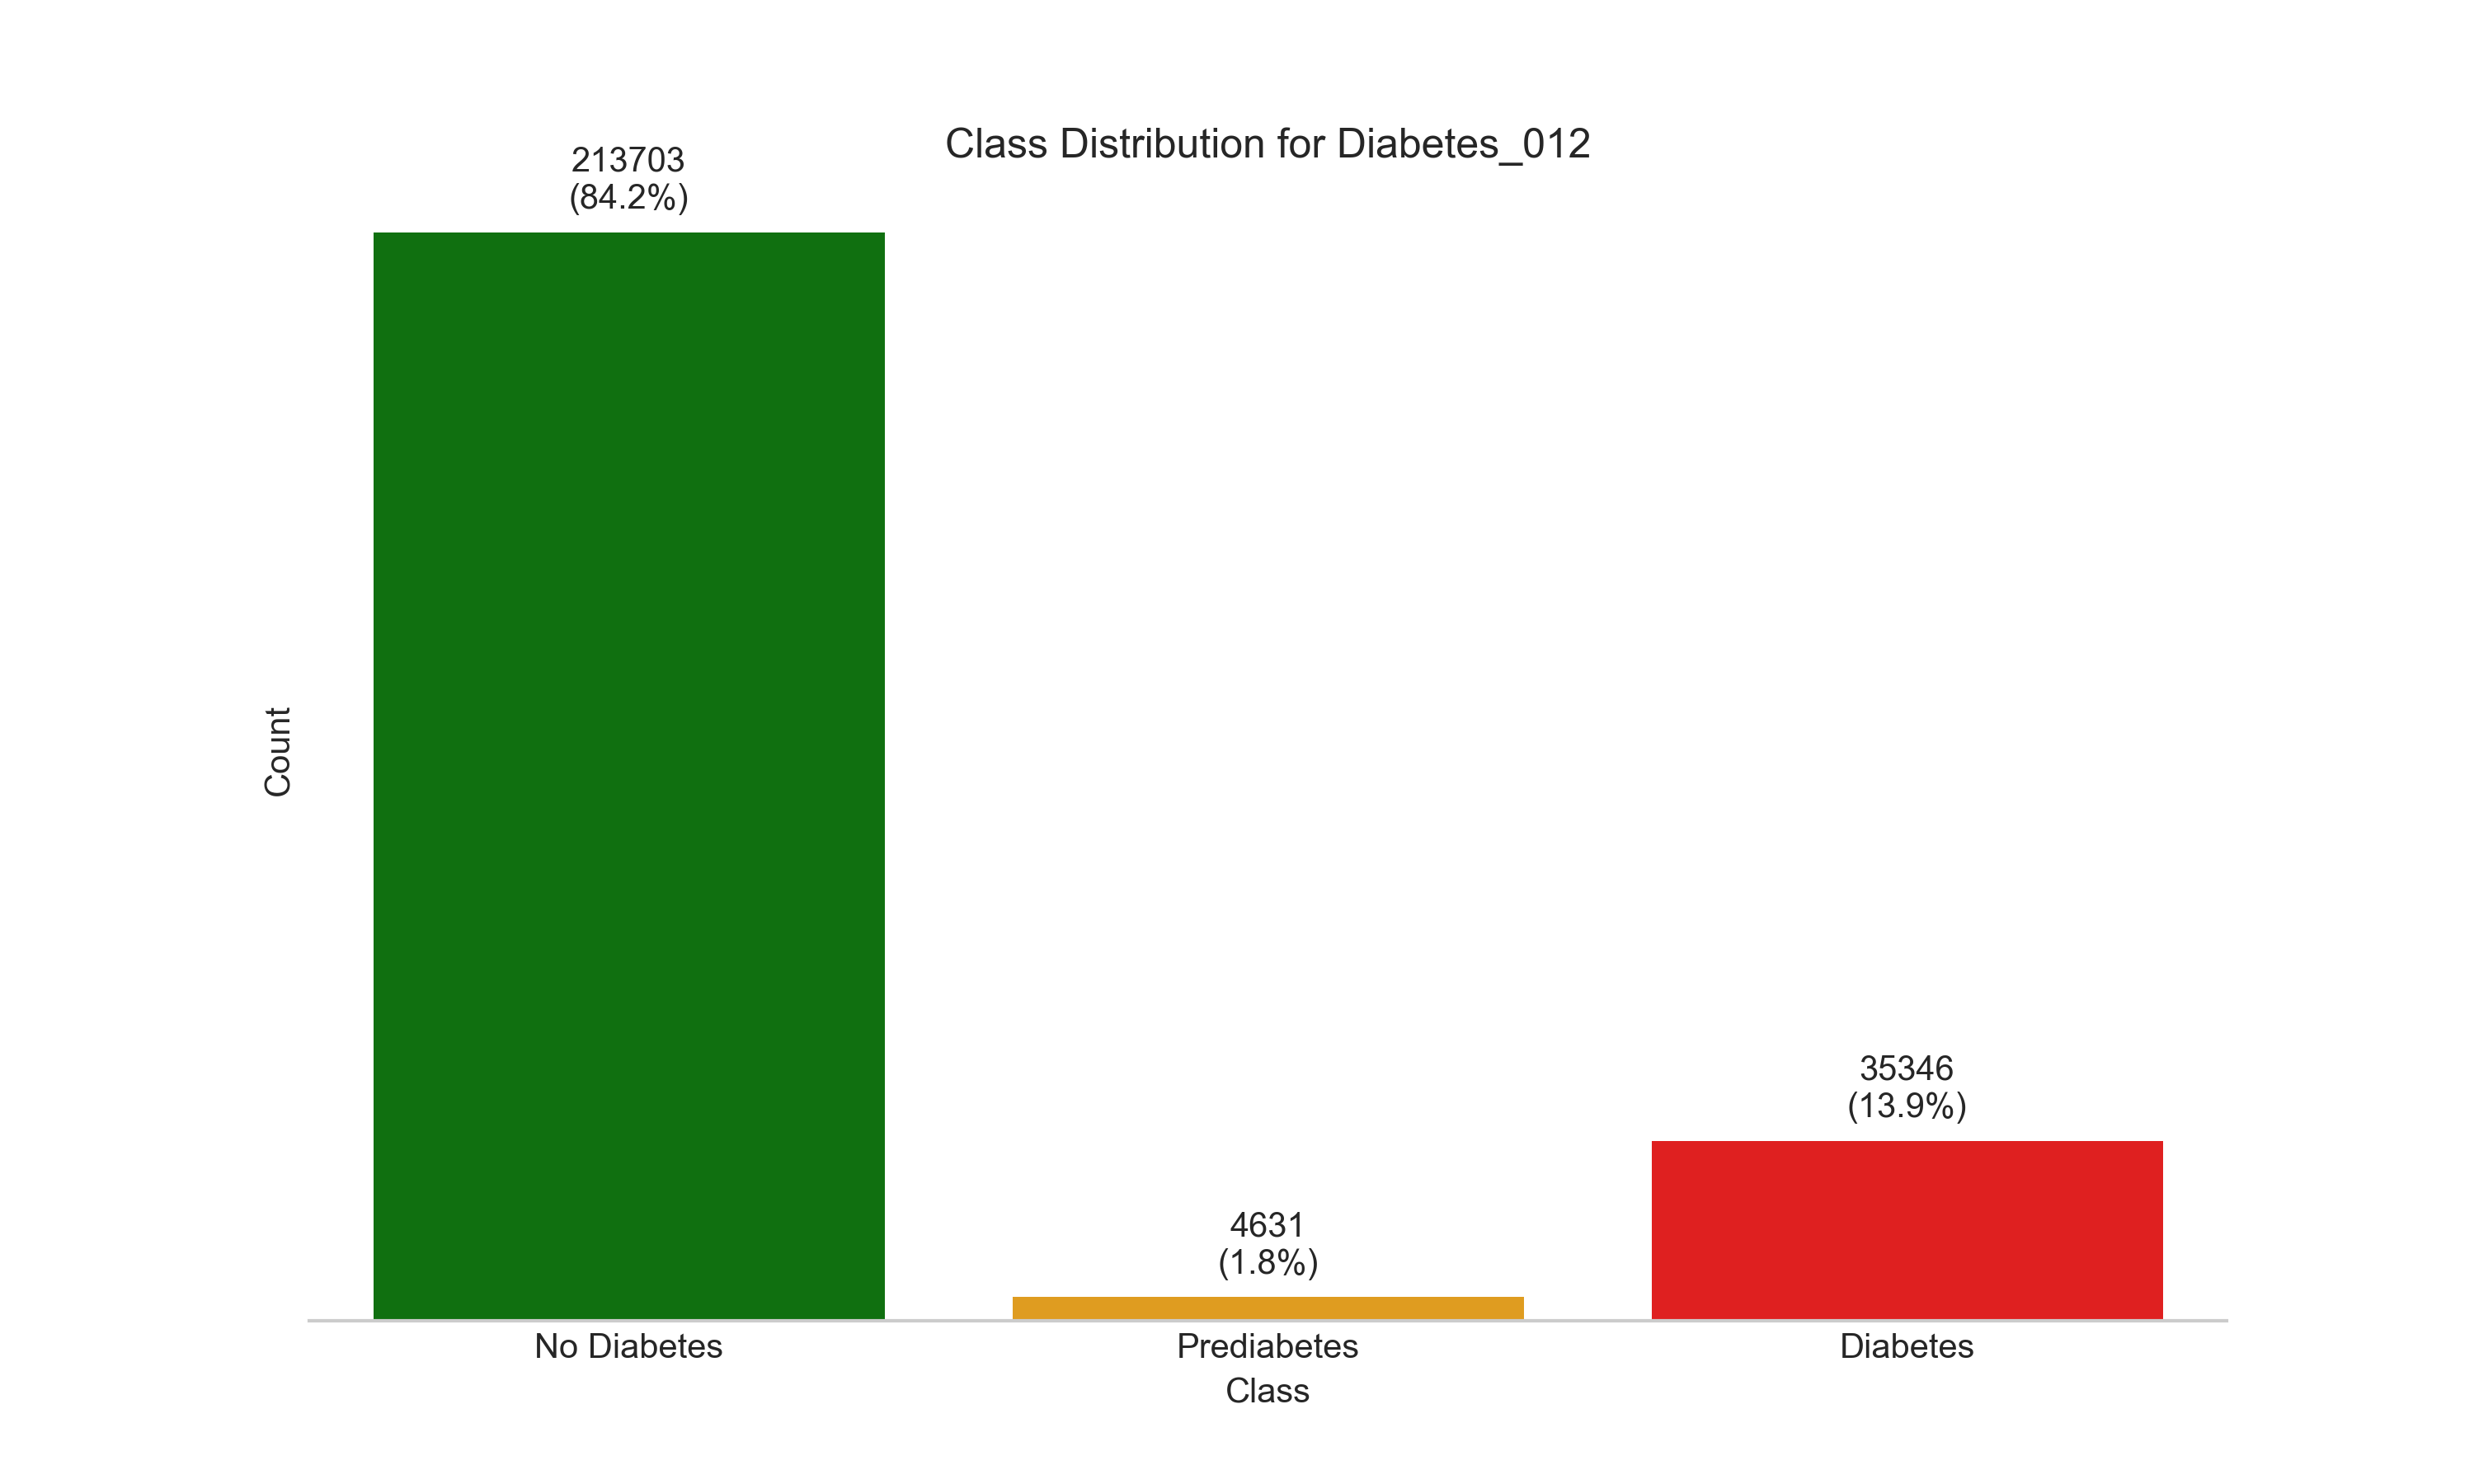 Class Distribution for Diabetes_012
213703
(84.2%)
4631
(1.8%)
35346
(13.9%)
Count
No Diabetes
Prediabetes
Diabetes
Class